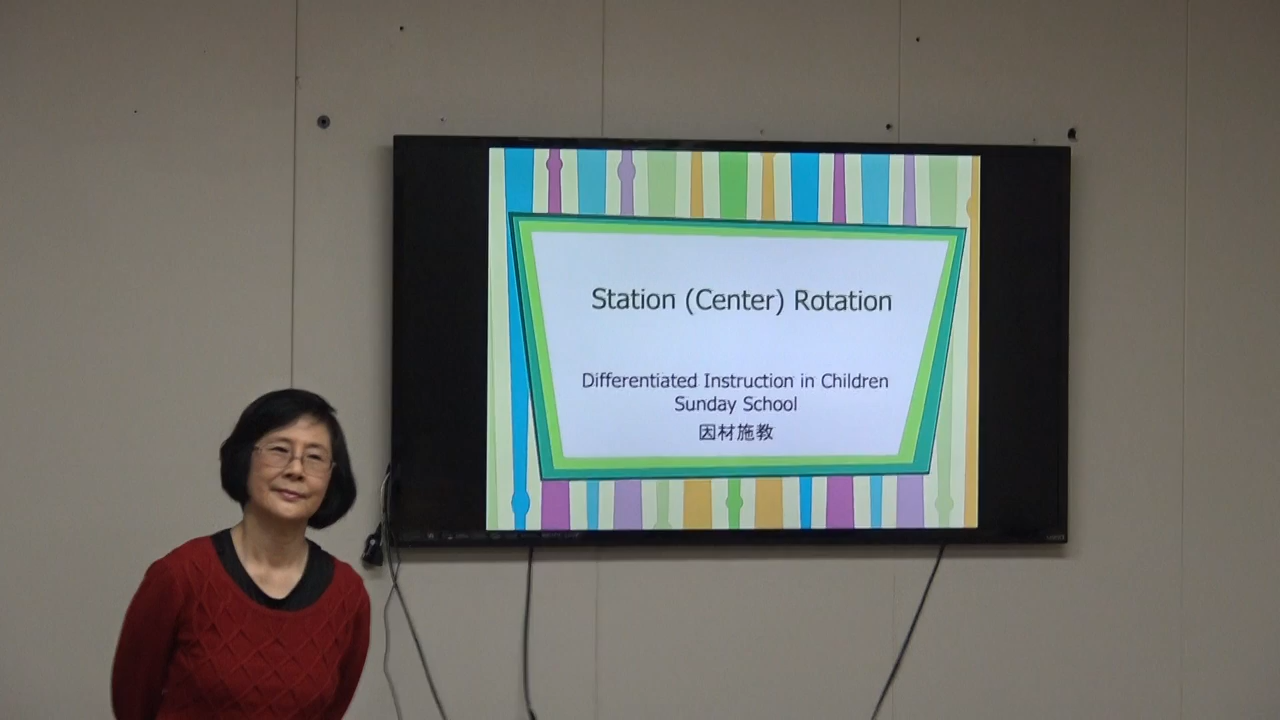 Station (Center) Rotation
Differentiated Instruction in Children
Sunday School
因材施教